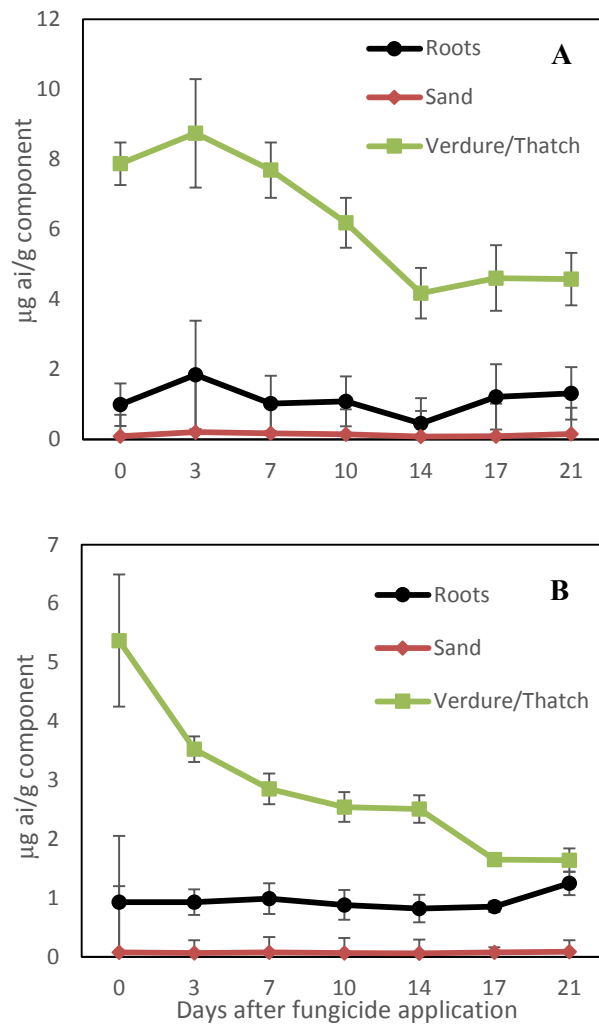 12
10
8
6
4
2
0
µg ai/g component
Roots
Sand
Verdure/Thatch
A
0 3 7 10 14 17 21
7
6
5
4
3
2
1
0
µg ai/g component
Roots
Sand
Verdure/Thatch
B
0 3 7 10 14 17 21
Days after fungicide application